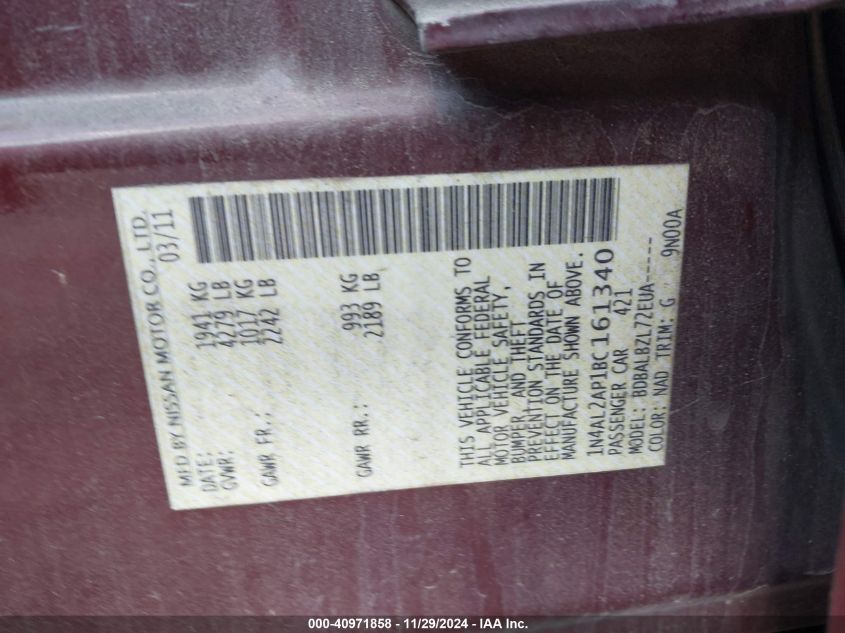 MFD BY NISSAN MOTOR CO., LTD.
DATE: 03/11
GVWR: 1941 KG
4279 LB
GAWR FR.: 1017 KG
2242 LB
GAWR RR.: 993 KG
2189 LB
THIS VEHICLE CONFORMS TO
ALL APPLICABLE FEDERAL
MOTOR VEHICLE SAFETY,
BUMPER, AND THEFT
PREVENTION STANDARDS IN
EFFECT ON THE DATE OF
MANUFACTURE SHOWN ABOVE.
1N4AL2AP1BC161340
PASSENGER CAR 421
MODEL: BDBALBZL72EUA-----
COLOR: NAD TRIM: G 9N00A
000-40971858 - 11/29/2024 - IAA Inc.